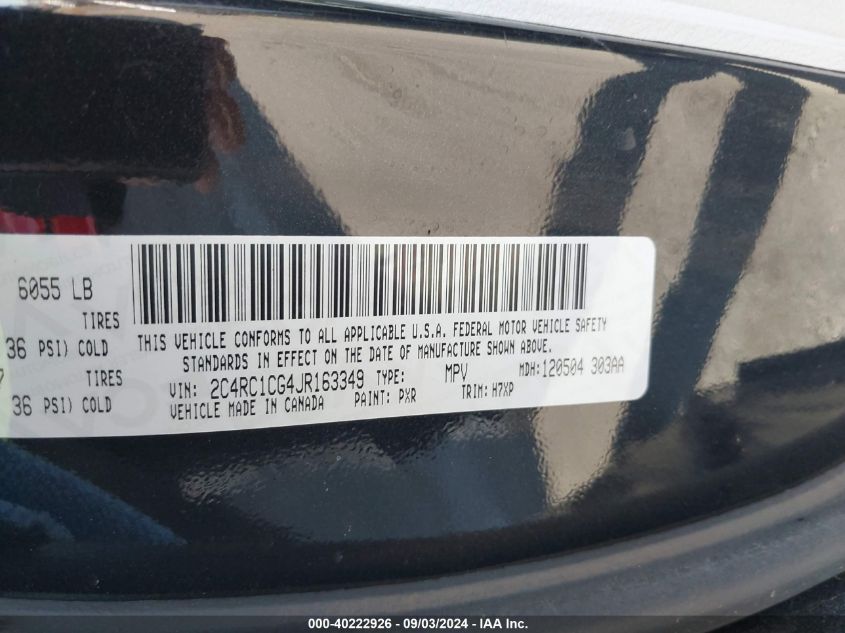 6055 LB
TIRES
36 PSI) COLD
TIRES
36 PSI) COLD
THIS VEHICLE CONFORMS TO ALL APPLICABLE U.S.A. FEDERAL MOTOR VEHICLE SAFETY
STANDARDS IN EFFECT ON THE DATE OF MANUFACTURE SHOWN ABOVE.
VIN: 2C4RC1CG4JR163349 TYPE: MPV MDH: 120504 303AA
VEHICLE MADE IN CANADA PAINT: PXR TRIM: H7XP
000-40222926 - 09/03/2024 - IAA Inc.